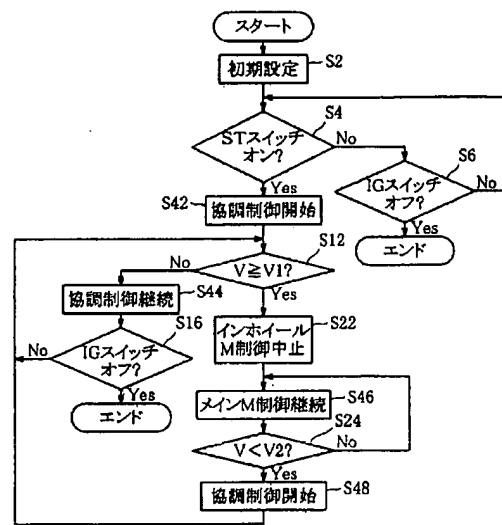 スタート
初期設定
S2
S4
STスイッチ
オン?
No
Yes
S6
IGスイッチ
オフ?
No
Yes
エンド
S42
協調制御開始
S12
V≧V1?
No
Yes
S44
協調制御継続
S16
IGスイッチ
オフ?
No
Yes
エンド
S22
インホイール
M制御中止
メインM制御継続
S46
S24
V<V2?
No
Yes
協調制御開始
S48